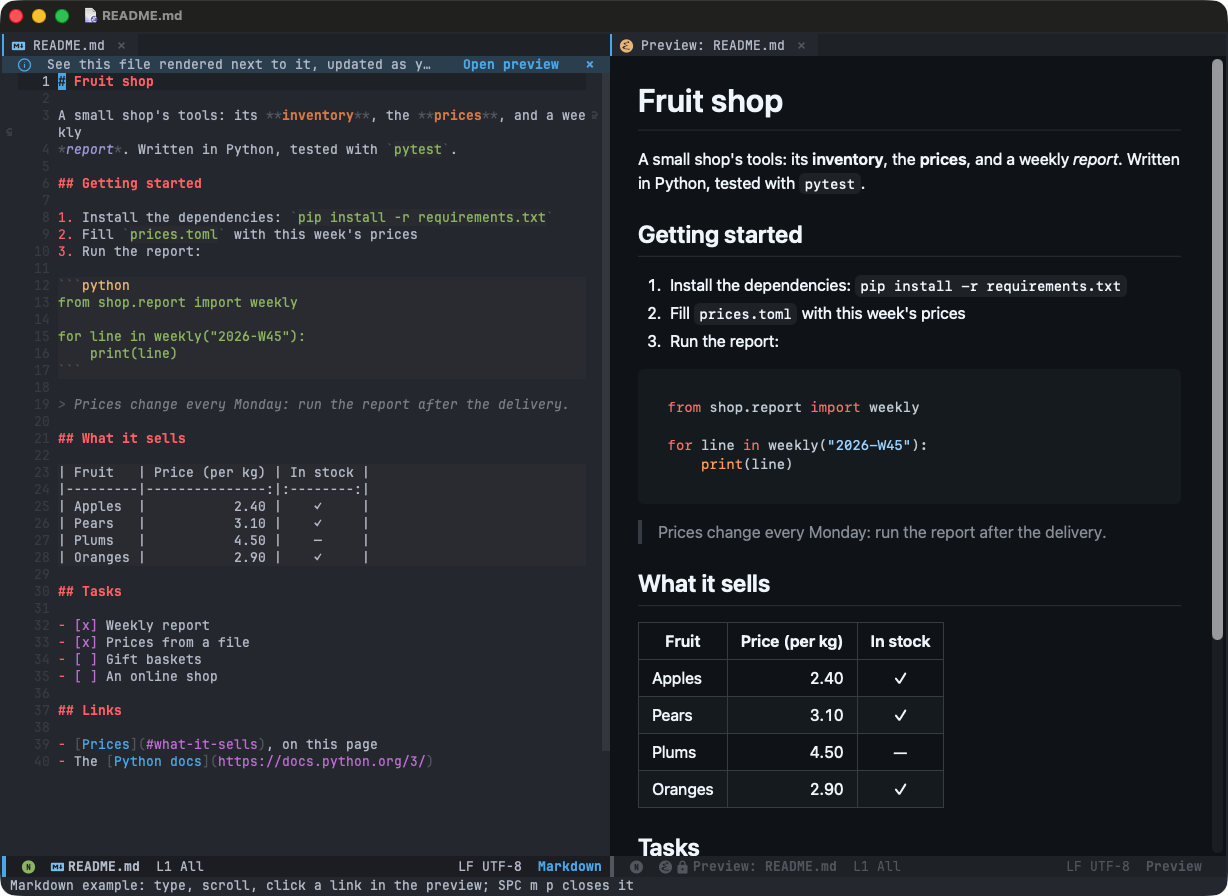 README.md
README.md ×
See this file rendered next to it, updated as y… Open preview ×
1 # Fruit shop
2
3 A small shop's tools: its **inventory**, the **prices**, and a wee
kly
4 *report*. Written in Python, tested with `pytest`.
5
6 ## Getting started
7
8 1. Install the dependencies: `pip install -r requirements.txt`
9 2. Fill `prices.toml` with this week's prices
10 3. Run the report:
11
12 ```python
13 from shop.report import weekly
14
15 for line in weekly("2026-W45"):
16     print(line)
17 ```
18
19 > Prices change every Monday: run the report after the delivery.
20
21 ## What it sells
22
23 | Fruit   | Price (per kg) | In stock |
24 |---------|---------------:|:--------:|
25 | Apples  |           2.40 |    ✓     |
26 | Pears   |           3.10 |    ✓     |
27 | Plums   |           4.50 |    —     |
28 | Oranges |           2.90 |    ✓     |
29
30 ## Tasks
31
32 - [x] Weekly report
33 - [x] Prices from a file
34 - [ ] Gift baskets
35 - [ ] An online shop
36
37 ## Links
38
39 - [Prices](#what-it-sells), on this page
40 - The [Python docs](https://docs.python.org/3/)
N README.md L1 All LF UTF-8 Markdown
Preview: README.md ×
Fruit shop
A small shop's tools: its inventory, the prices, and a weekly report. Written
in Python, tested with pytest.
Getting started
1. Install the dependencies: pip install -r requirements.txt
2. Fill prices.toml with this week's prices
3. Run the report:
from shop.report import weekly
for line in weekly("2026-W45"):
    print(line)
Prices change every Monday: run the report after the delivery.
What it sells
Fruit Price (per kg) In stock
Apples 2.40 ✓
Pears 3.10 ✓
Plums 4.50 —
Oranges 2.90 ✓
Tasks
N Preview: README.md L1 All LF UTF-8 Preview
Markdown example: type, scroll, click a link in the preview; SPC m p closes it